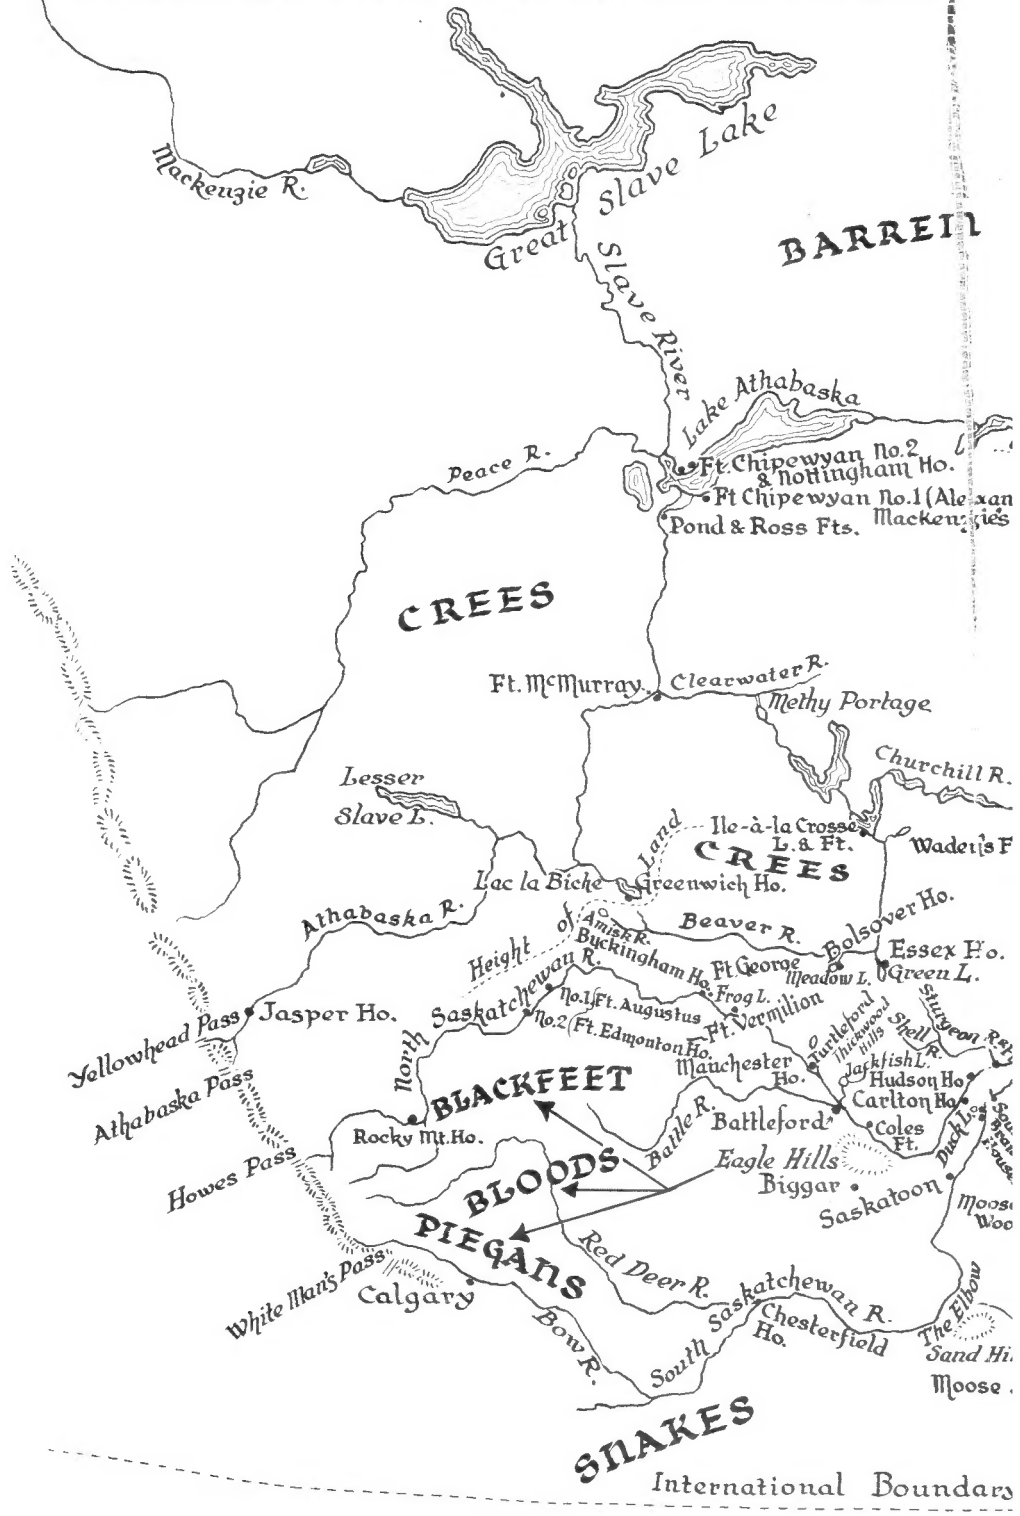 Mackenzie R.
Great Slave Lake
BARREN
Slave River
Lake Athabaska
Peace R.
Ft. Chipewyan No.2
& Nottingham Ho.
Ft Chipewyan No.1 (Alexan
Mackenzie's
Pond & Ross Fts.
CREES
Ft. McMurray
Clearwater R.
Methy Portage
Lesser
Slave L.
Churchill R.
Ile-à-la Crosse
L. & Ft.
CREES
Waden's F
Lac la Biche
Greenwich Ho.
Height of Land
Athabaska R.
Amisk R.
Beaver R.
Bolsover Ho.
Buckingham Ho.
Ft. George
Meadow L.
Essex Ho.
Green L.
Frog L.
North Saskatchewan R.
No.1 (Ft. Augustus
No.2 (Ft. Edmonton Ho.
Ft. Vermilion
Turtleford
Thickwood
Hills
Shell R.
Sturgeon
Yellowhead Pass
Jasper Ho.
Athabaska Pass
Manchester
Ho.
Jackfish L.
Hudson Ho
Carlton Ho
BLACKFEET
Rocky Mt. Ho.
Battle R.
Battleford
Coles
Ft.
Duck L.
Howes Pass
BLOODS
Eagle Hills
Biggar
Saskatoon
Moose
Woo
PIEGANS
White Man's Pass
Calgary
Red Deer R.
Bow R.
South Saskatchewan R.
Chesterfield
Ho.
The Elbow
Sand Hi
Moose
SNAKES
International Boundary